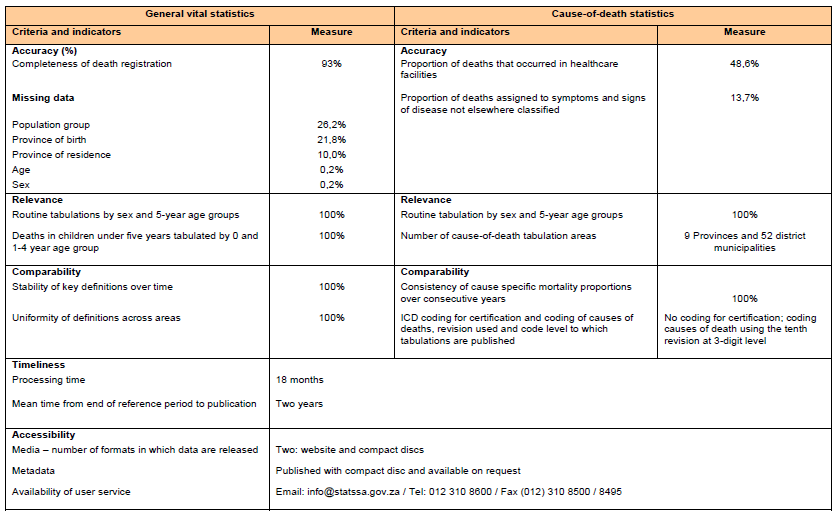 General vital statistics
Cause-of-death statistics
Criteria and indicators
Measure
Criteria and indicators
Measure
Accuracy (%)
Completeness of death registration
93%
Missing data
Population group
26,2%
Province of birth
21,8%
Province of residence
10,0%
Age
0,2%
Sex
0,2%
Accuracy
Proportion of deaths that occurred in healthcare
facilities
48,6%
Proportion of deaths assigned to symptoms and signs
of disease not elsewhere classified
13,7%
Relevance
Routine tabulations by sex and 5-year age groups
100%
Deaths in children under five years tabulated by 0 and
1-4 year age group
100%
Relevance
Routine tabulation by sex and 5-year age groups
100%
Number of cause-of-death tabulation areas
9 Provinces and 52 district
municipalities
Comparability
Stability of key definitions over time
100%
Uniformity of definitions across areas
100%
Comparability
Consistency of cause specific mortality proportions
over consecutive years
100%
ICD coding for certification and coding of causes of
deaths, revision used and code level to which
tabulations are published
No coding for certification; coding
causes of death using the tenth
revision at 3-digit level
Timeliness
Processing time
18 months
Mean time from end of reference period to publication
Two years
Accessibility
Media – number of formats in which data are released
Two: website and compact discs
Metadata
Published with compact disc and available on request
Availability of user service
Email: info@statssa.gov.za / Tel: 012 310 8600 / Fax (012) 310 8500 / 8495